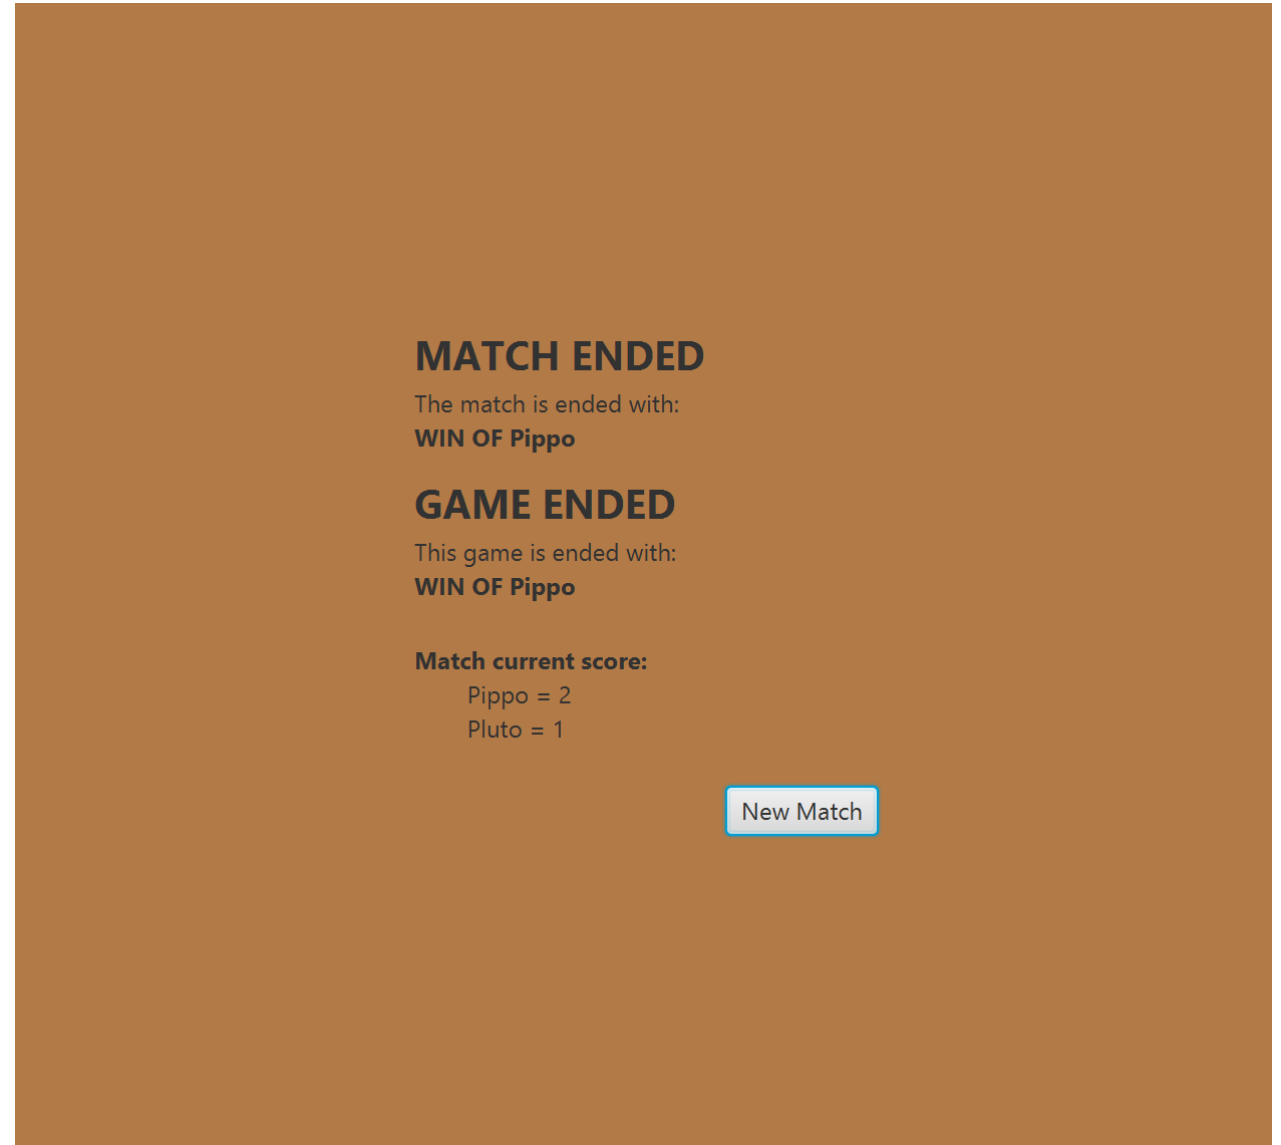 MATCH ENDED
The match is ended with:
WIN OF Pippo
GAME ENDED
This game is ended with:
WIN OF Pippo
Match current score:
Pippo = 2
Pluto = 1
New Match